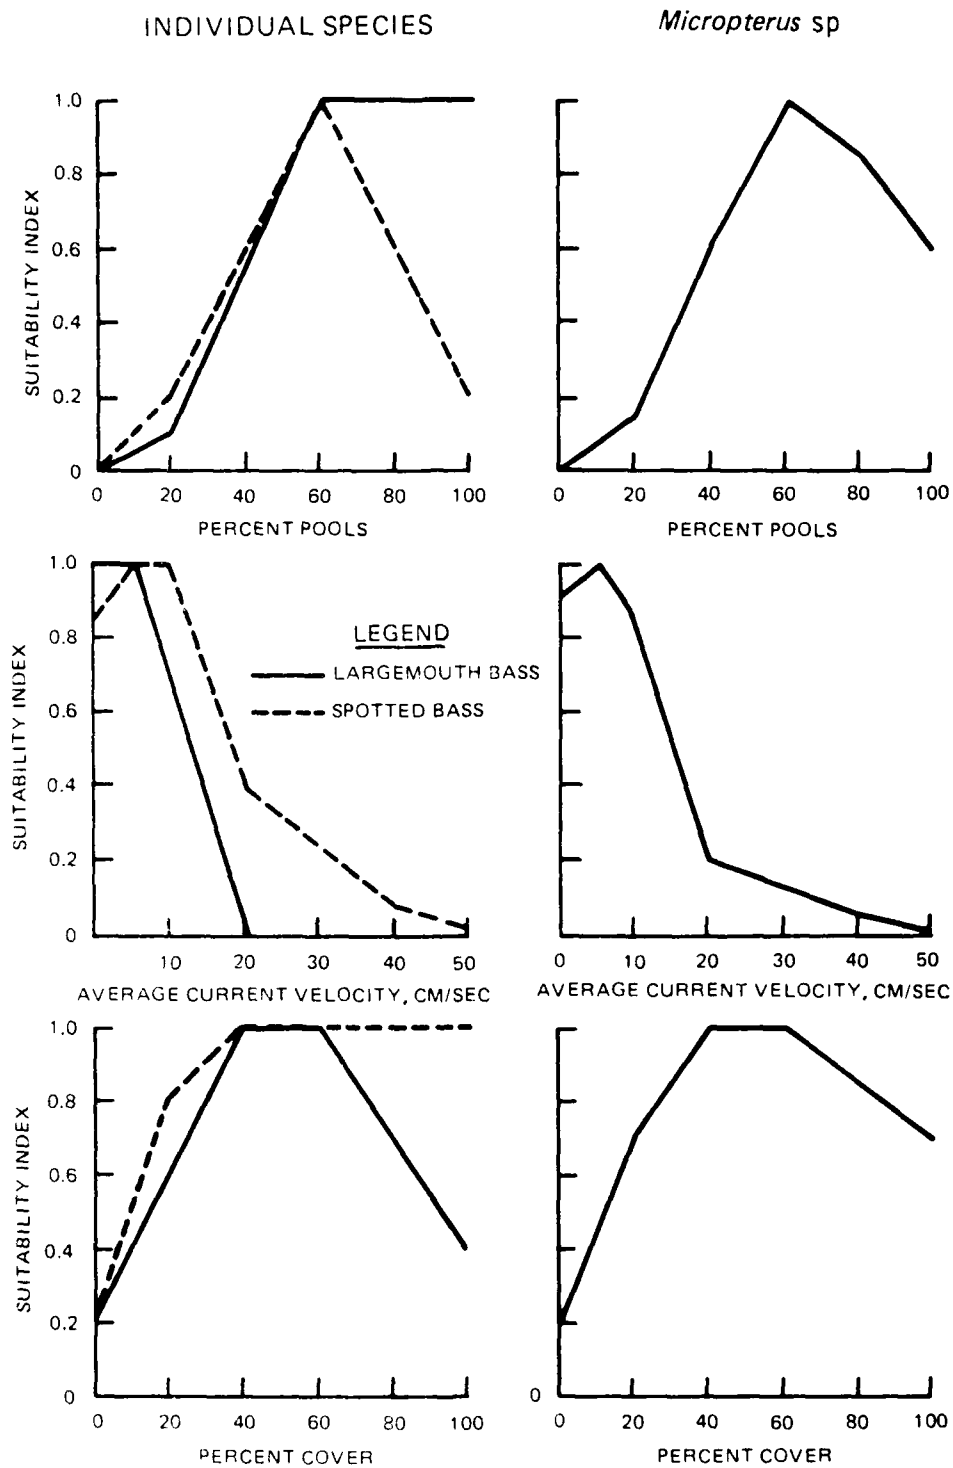 INDIVIDUAL SPECIES
Micropterus sp
1.0
0.8
0.6
0.4
0.2
0
SUITABILITY INDEX
0 20 40 60 80 100
PERCENT POOLS
0 20 40 60 80 100
PERCENT POOLS
1.0
0.8
0.6
0.4
0.2
0
SUITABILITY INDEX
LEGEND
LARGEMOUTH BASS
SPOTTED BASS
10 20 30 40 50
AVERAGE CURRENT VELOCITY, CM/SEC
0 10 20 30 40 50
AVERAGE CURRENT VELOCITY, CM/SEC
1.0
0.8
0.6
0.4
0.2
0
SUITABILITY INDEX
0 20 40 60 80 100
PERCENT COVER
0
0 20 40 60 80 100
PERCENT COVER